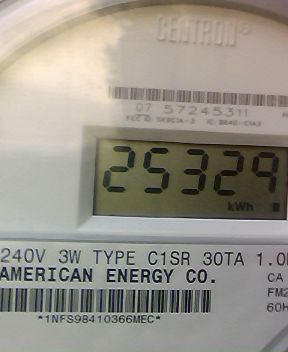 CENTRON®
07 57245311
25329
kWh
240V 3W TYPE C1SR 30TA 1.0
AMERICAN ENERGY CO.
CA
FM2
60H
*1NFS98410366MEC*